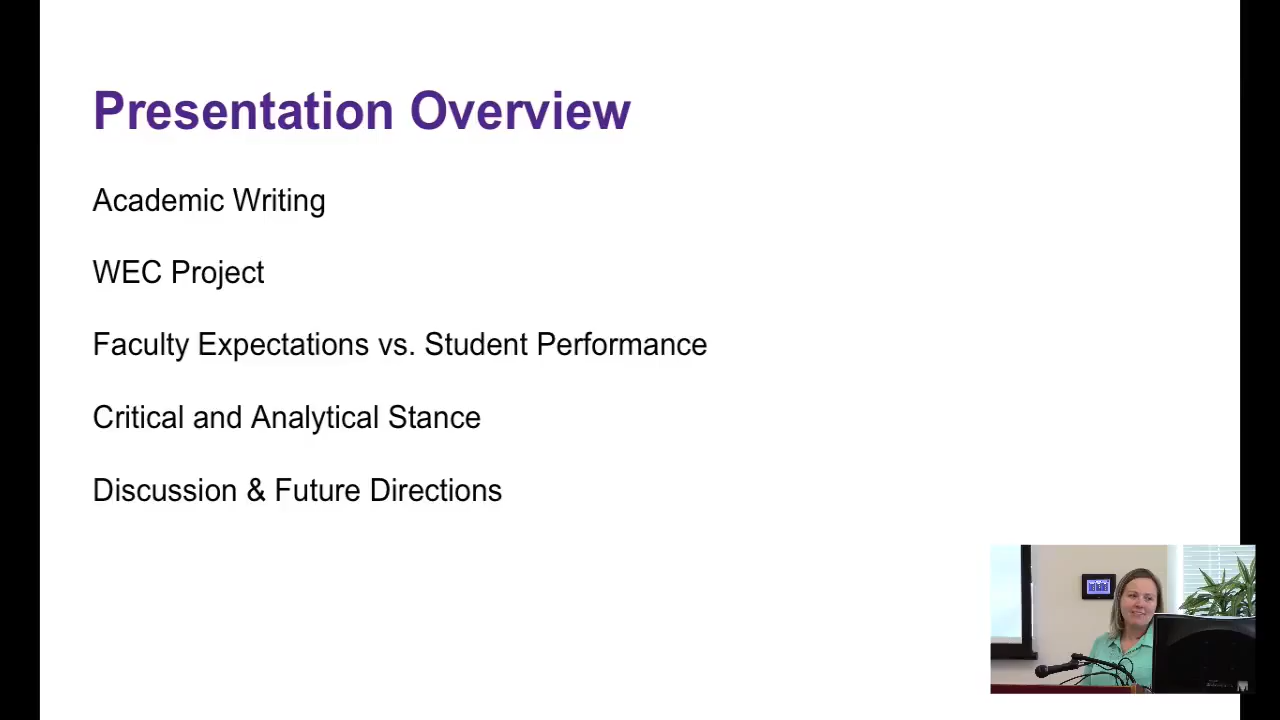 Presentation Overview
Academic Writing
WEC Project
Faculty Expectations vs. Student Performance
Critical and Analytical Stance
Discussion & Future Directions